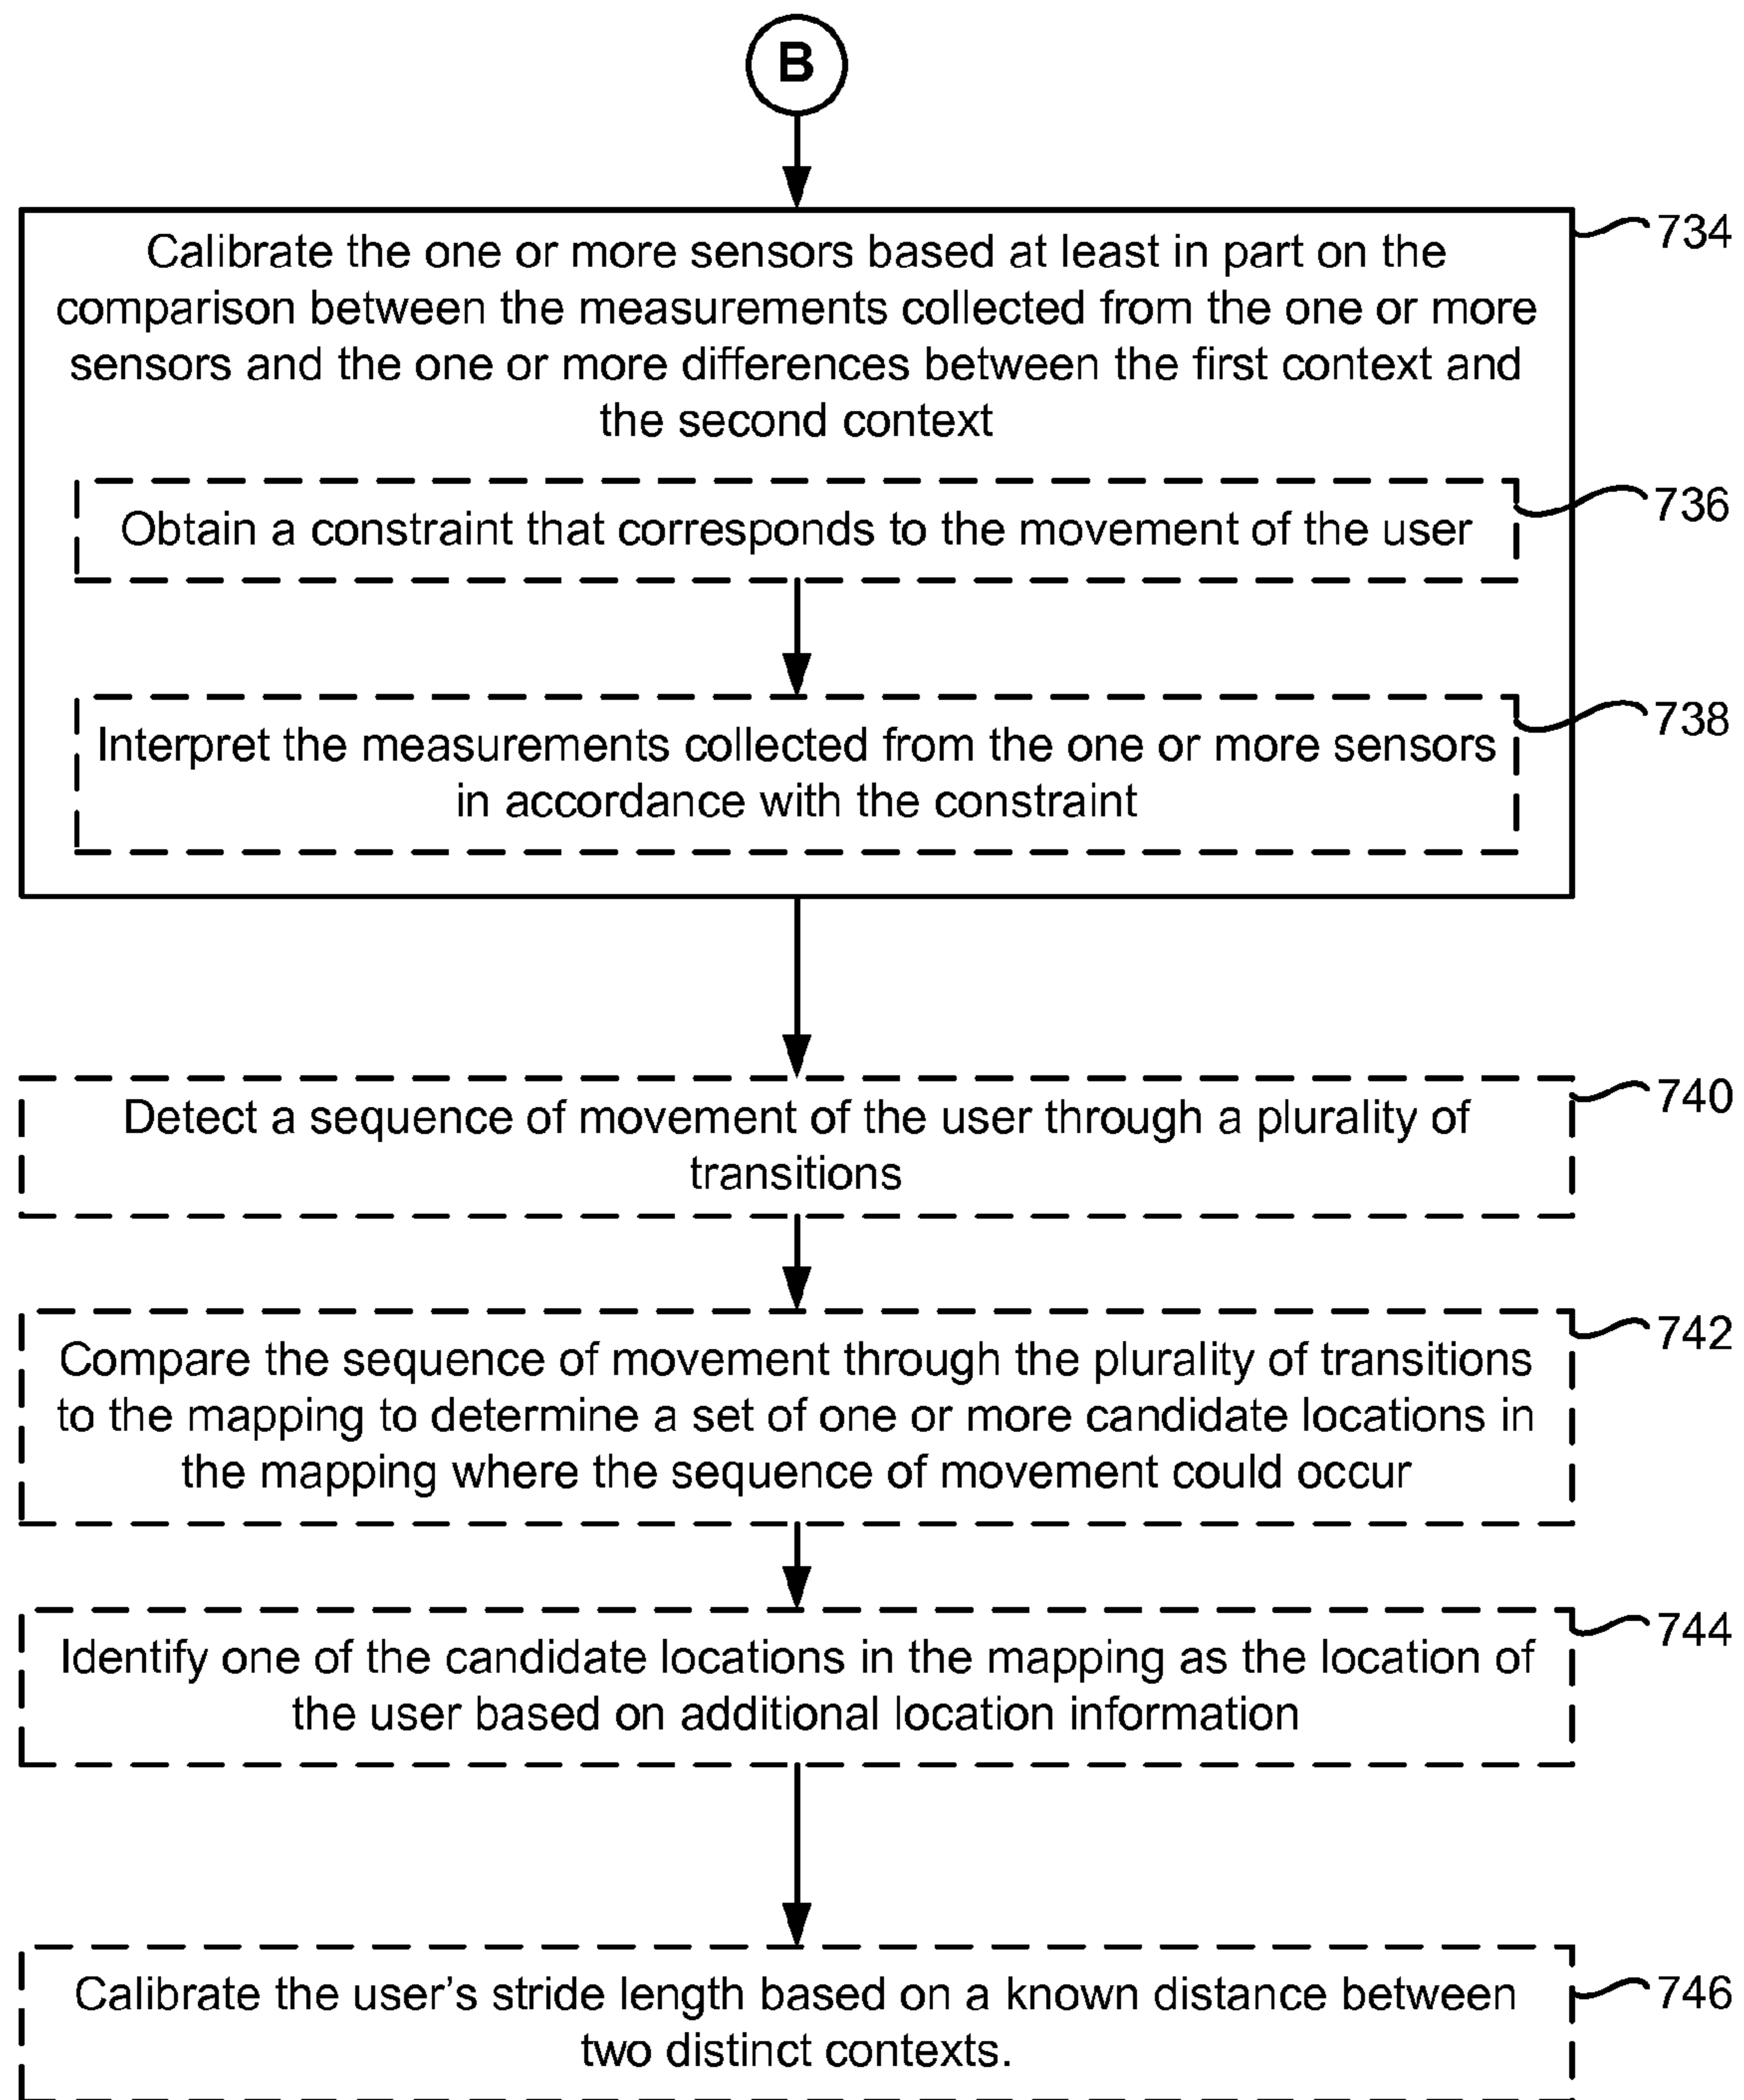 B
Calibrate the one or more sensors based at least in part on the
734
comparison between the measurements collected from the one or more
sensors and the one or more differences between the first context and
the second context
Obtain a constraint that corresponds to the movement of the user
736
Interpret the measurements collected from the one or more sensors
738
in accordance with the constraint
Detect a sequence of movement of the user through a plurality of
740
transitions
Compare the sequence of movement through the plurality of transitions
742
to the mapping to determine a set of one or more candidate locations in
the mapping where the sequence of movement could occur
Identify one of the candidate locations in the mapping as the location of
744
the user based on additional location information
Calibrate the user’s stride length based on a known distance between
746
two distinct contexts.